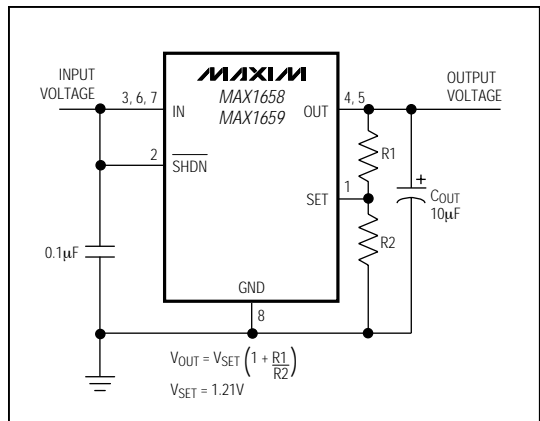 INPUT
VOLTAGE
MAXIM
MAX1658
MAX1659
OUTPUT
VOLTAGE
3, 6, 7
IN
OUT
4, 5
R1
2
SHDN
SET
1
+
COUT
10µF
R2
0.1µF
GND
8
VOUT = VSET (1 + R1/R2)
VSET = 1.21V